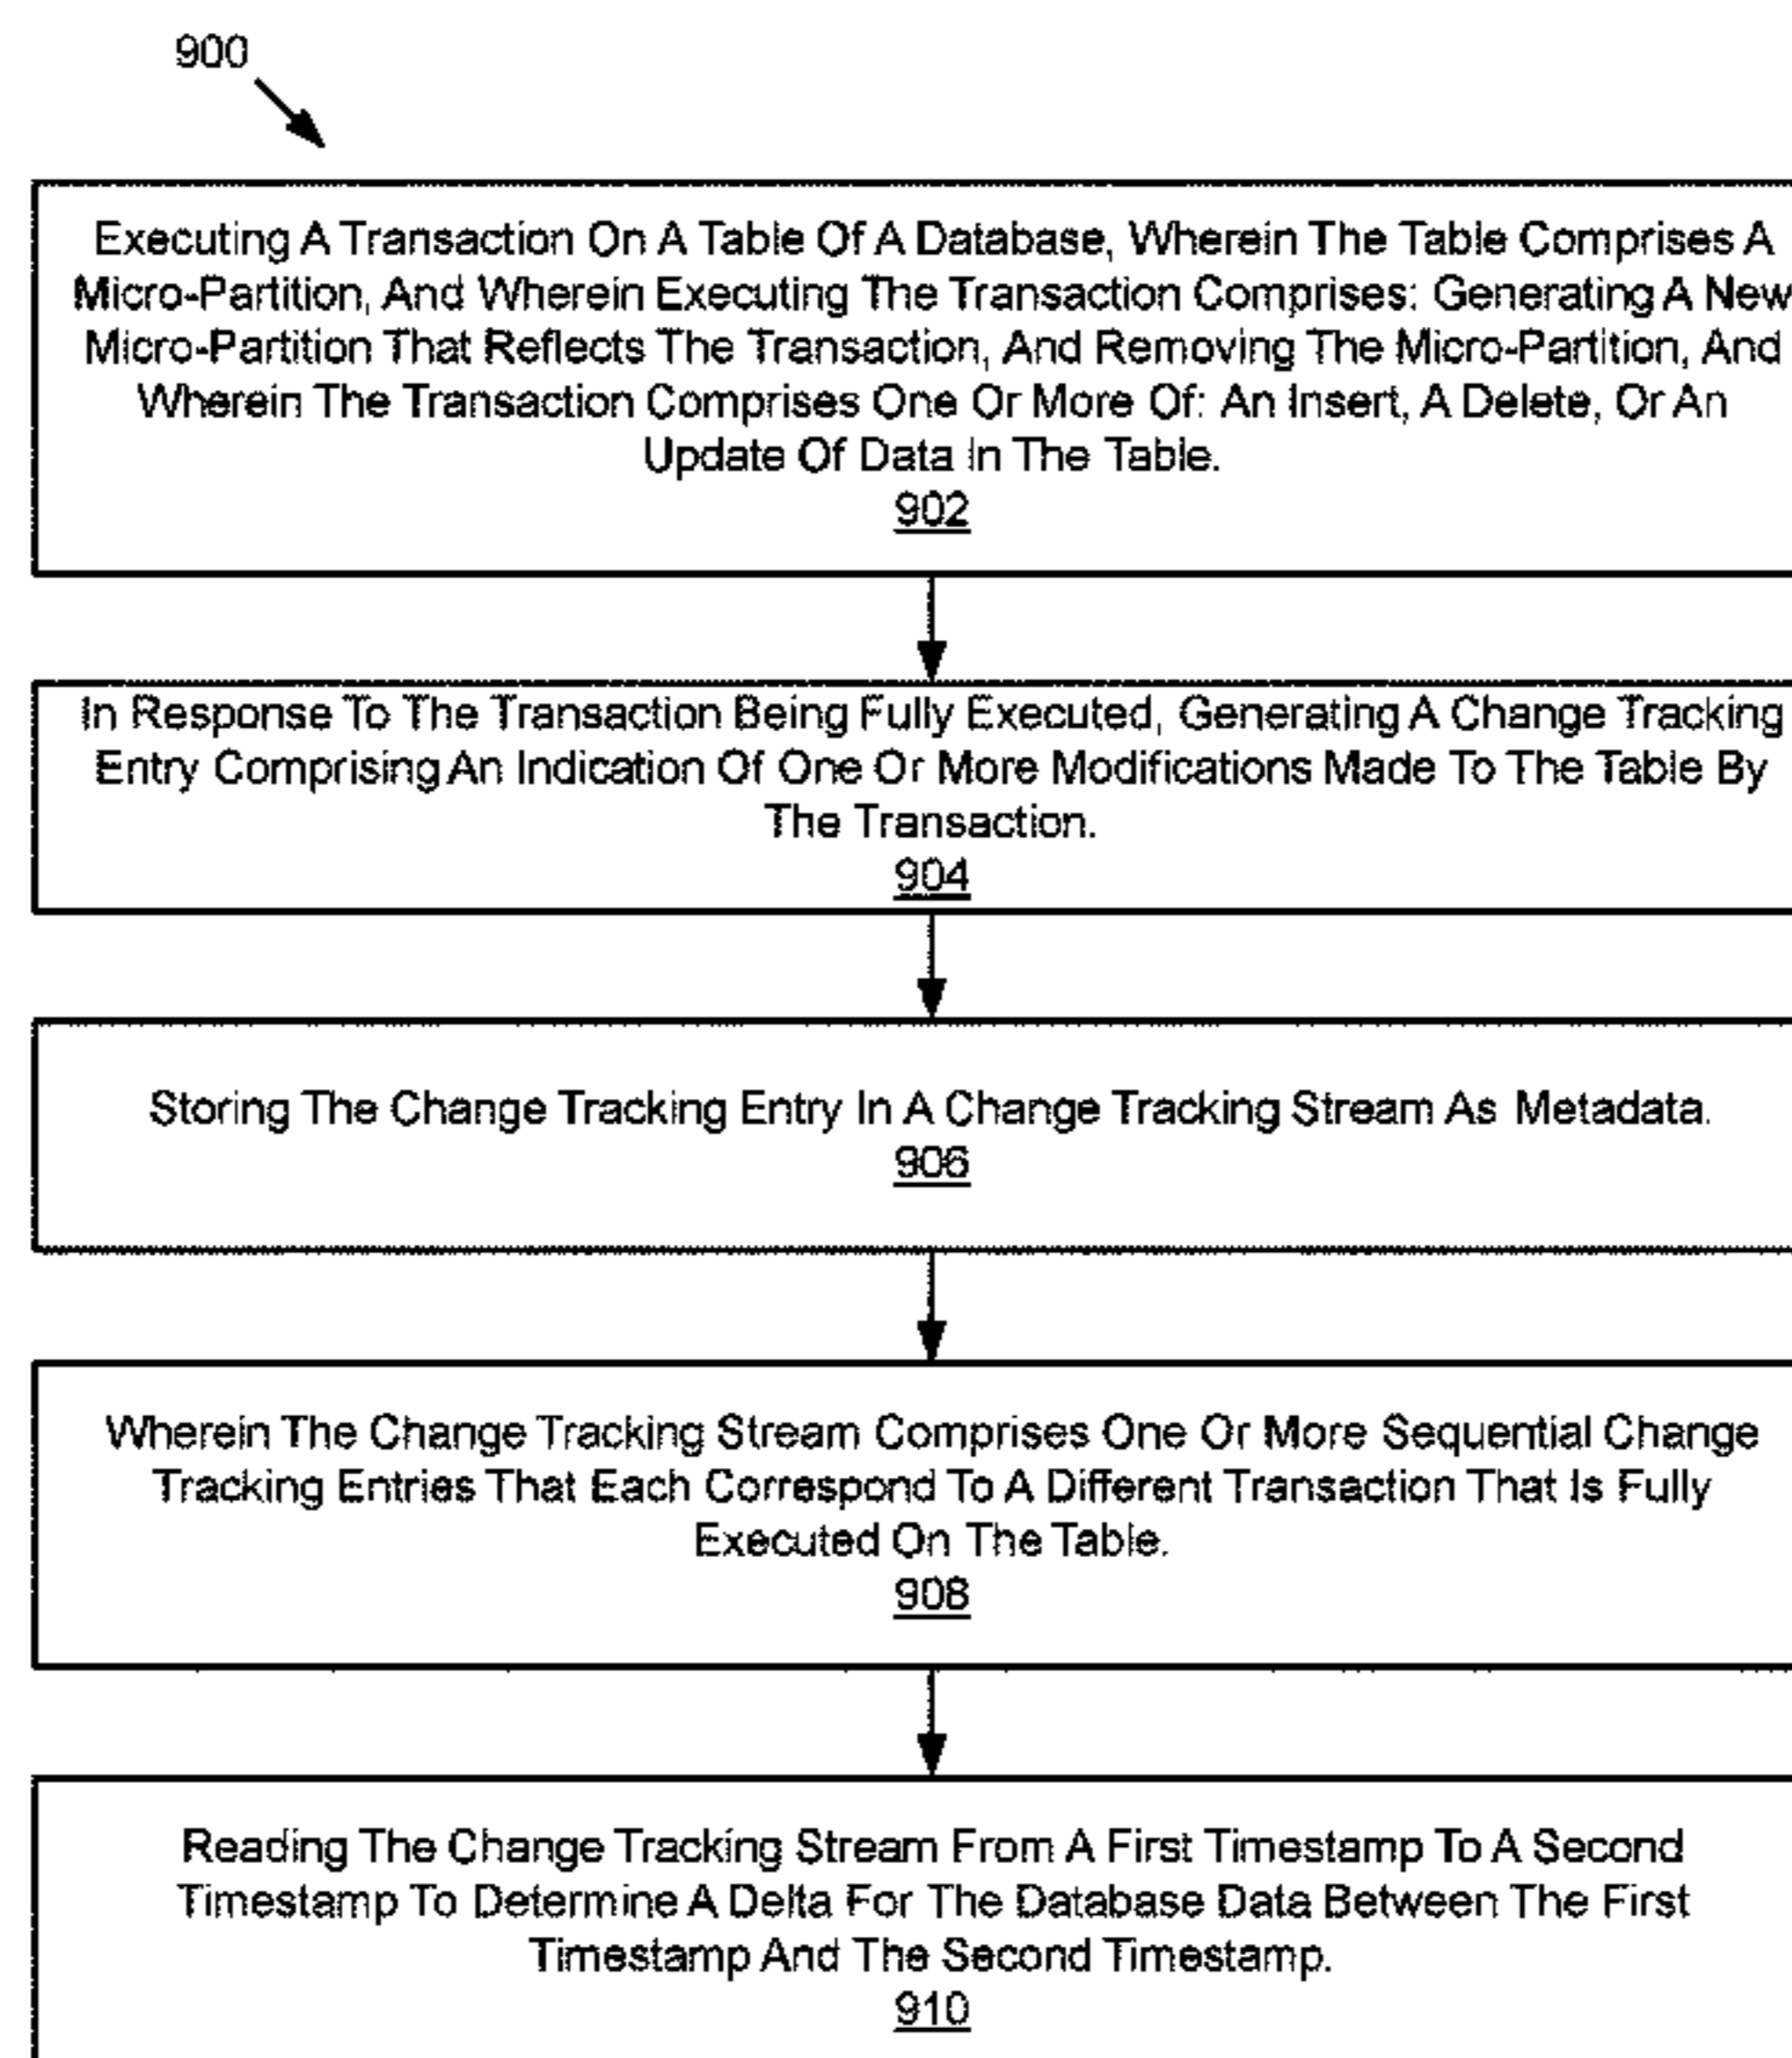 900
Executing A Transaction On A Table Of A Database, Wherein The Table Comprises A
Micro-Partition, And Wherein Executing The Transaction Comprises: Generating A New
Micro-Partition That Reflects The Transaction, And Removing The Micro-Partition, And
Wherein The Transaction Comprises One Or More Of: An Insert, A Delete, Or An
Update Of Data In The Table.
902
In Response To The Transaction Being Fully Executed, Generating A Change Tracking
Entry Comprising An Indication Of One Or More Modifications Made To The Table By
The Transaction.
904
Storing The Change Tracking Entry In A Change Tracking Stream As Metadata.
906
Wherein The Change Tracking Stream Comprises One Or More Sequential Change
Tracking Entries That Each Correspond To A Different Transaction That Is Fully
Executed On The Table.
908
Reading The Change Tracking Stream From A First Timestamp To A Second
Timestamp To Determine A Delta For The Database Data Between The First
Timestamp And The Second Timestamp.
910